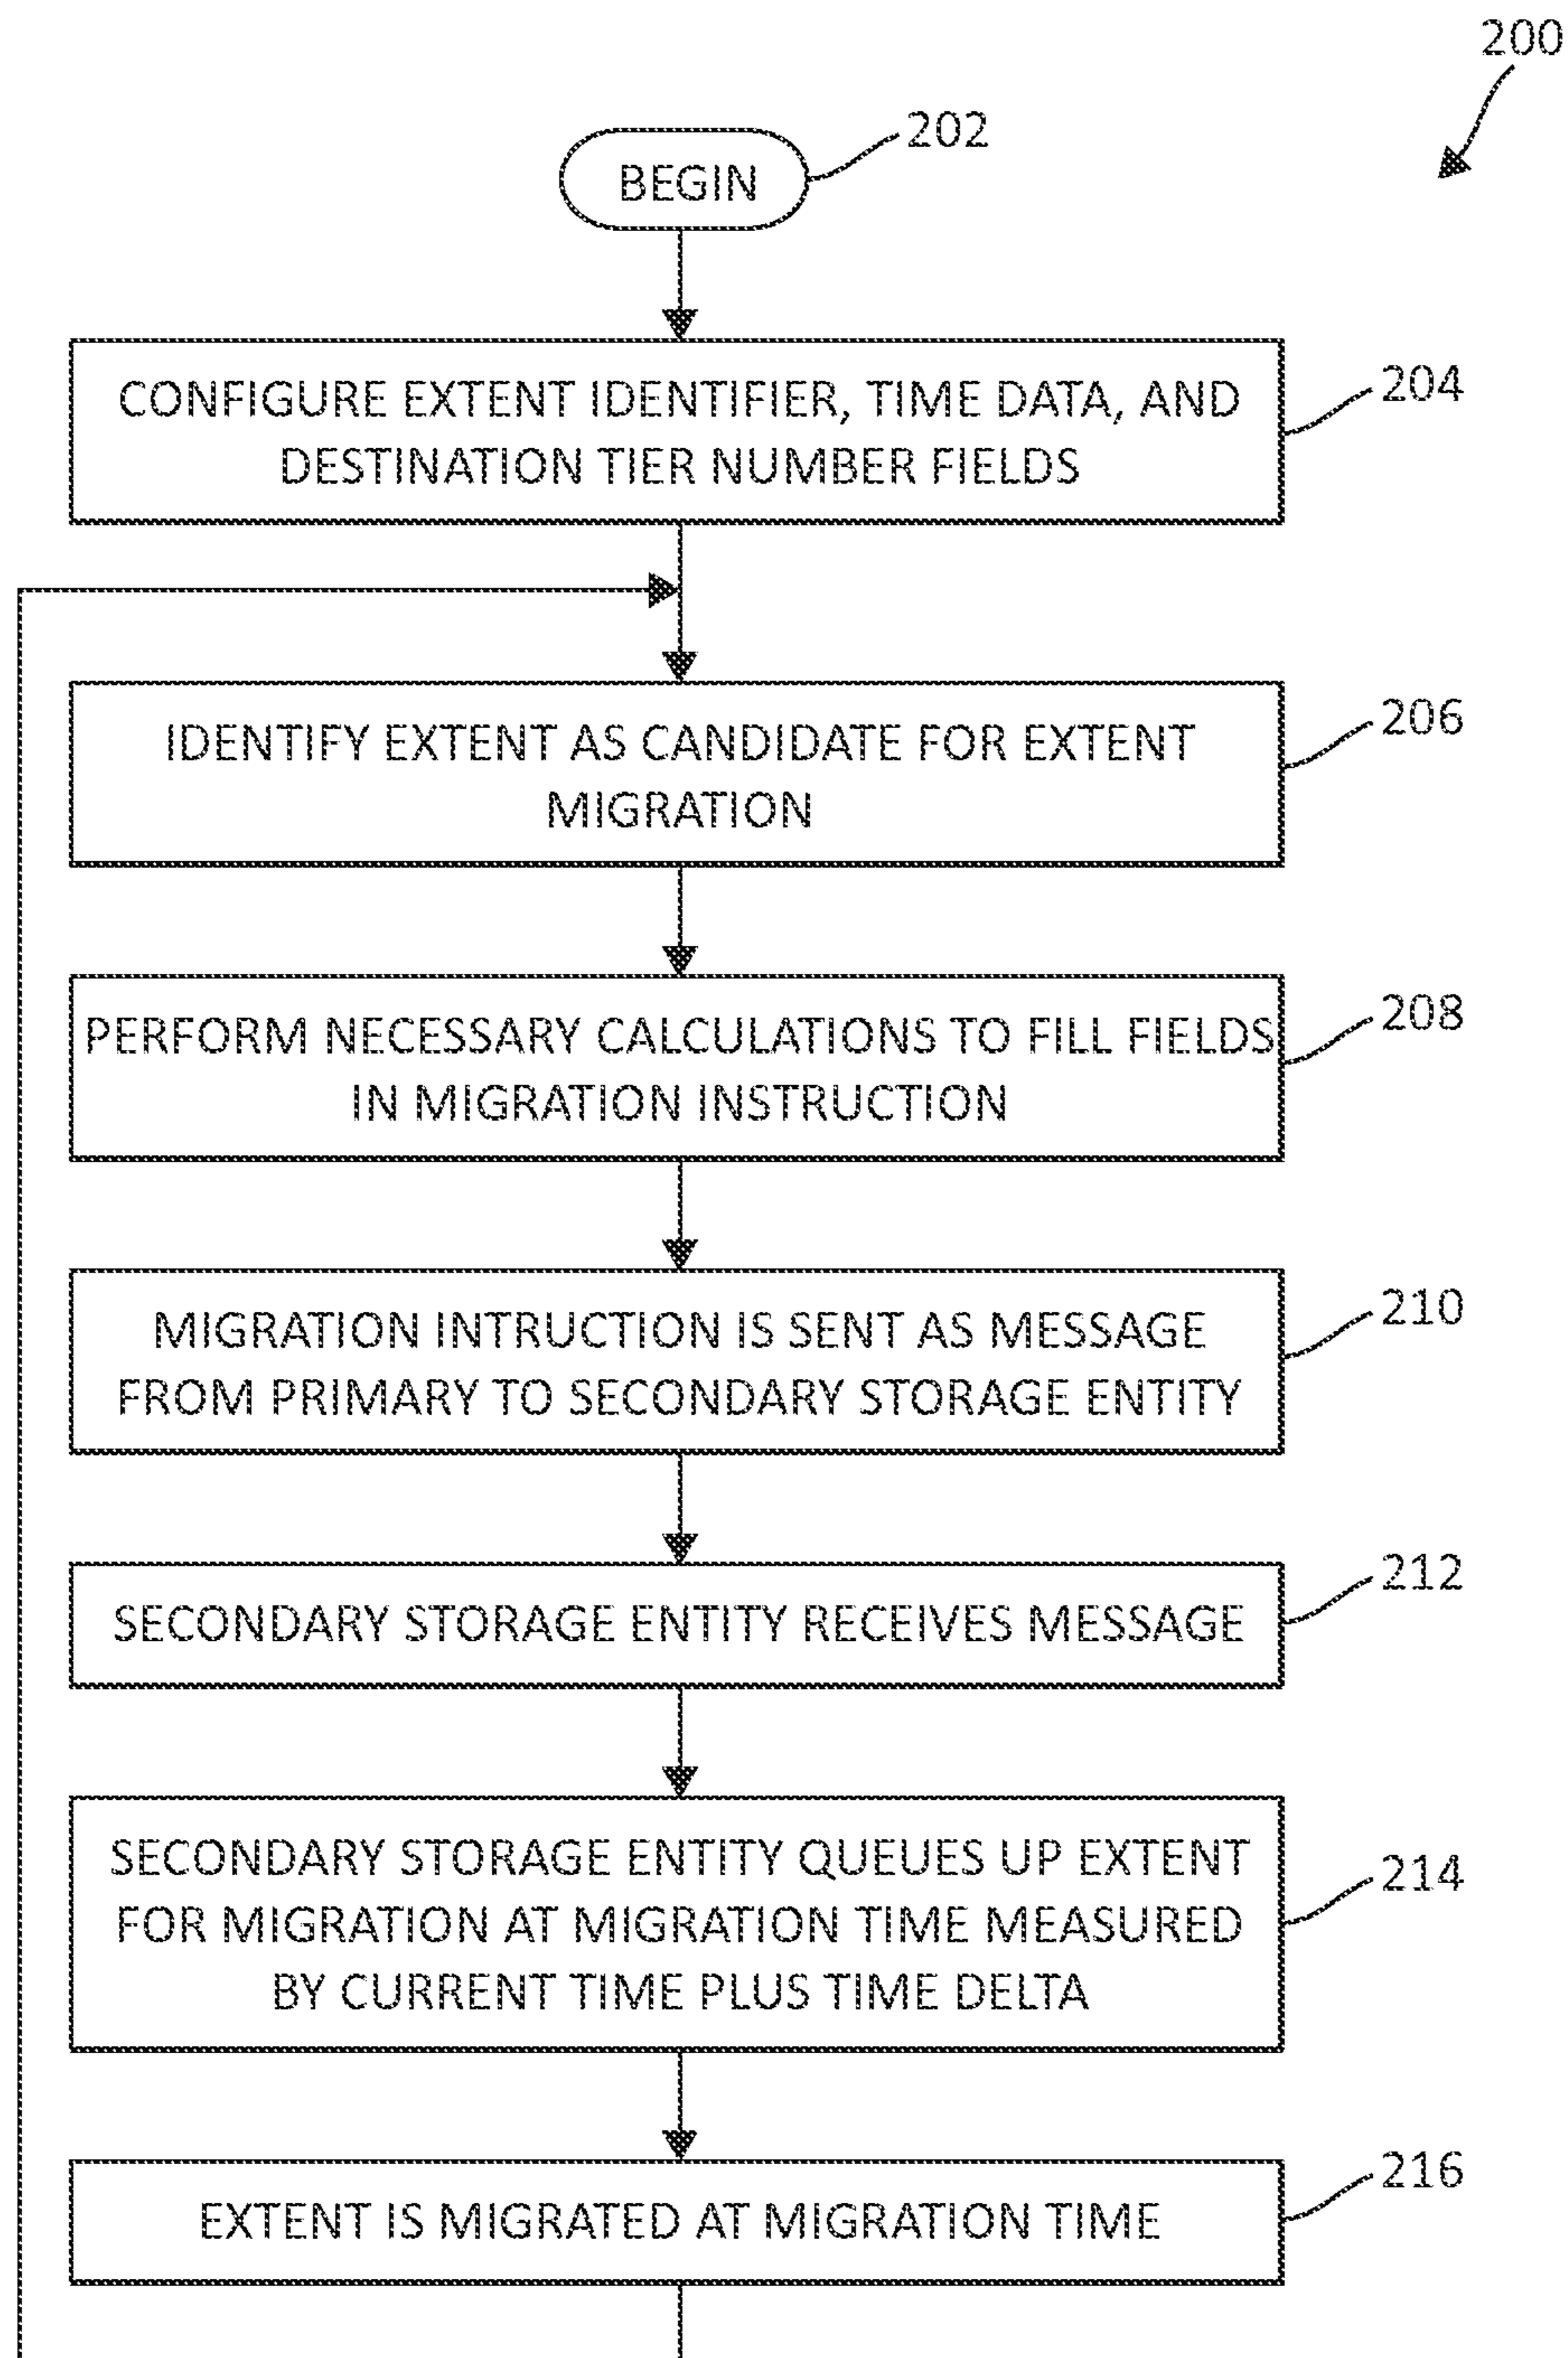 200
BEGIN
202
CONFIGURE EXTENT IDENTIFIER, TIME DATA, AND
DESTINATION TIER NUMBER FIELDS
204
IDENTIFY EXTENT AS CANDIDATE FOR EXTENT
MIGRATION
206
PERFORM NECESSARY CALCULATIONS TO FILL FIELDS
IN MIGRATION INSTRUCTION
208
MIGRATION INTRUCTION IS SENT AS MESSAGE
FROM PRIMARY TO SECONDARY STORAGE ENTITY
210
SECONDARY STORAGE ENTITY RECEIVES MESSAGE
212
SECONDARY STORAGE ENTITY QUEUES UP EXTENT
FOR MIGRATION AT MIGRATION TIME MEASURED
BY CURRENT TIME PLUS TIME DELTA
214
EXTENT IS MIGRATED AT MIGRATION TIME
216